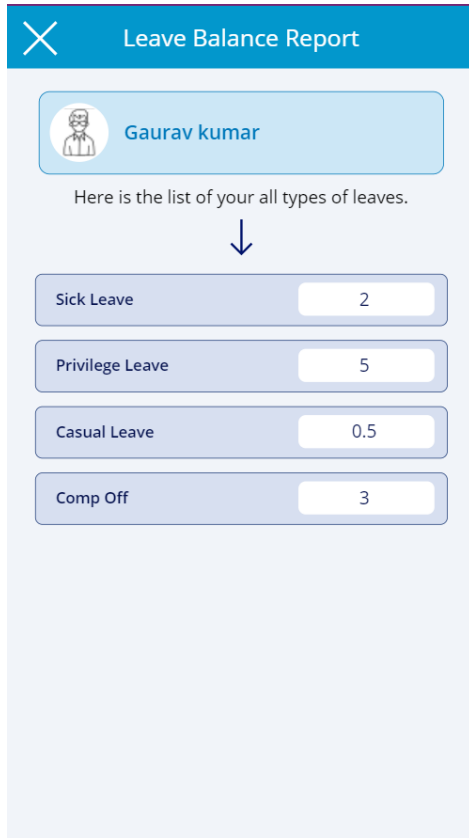 Leave Balance Report
Gaurav kumar
Here is the list of your all types of leaves.
Sick Leave 2
Privilege Leave 5
Casual Leave 0.5
Comp Off 3